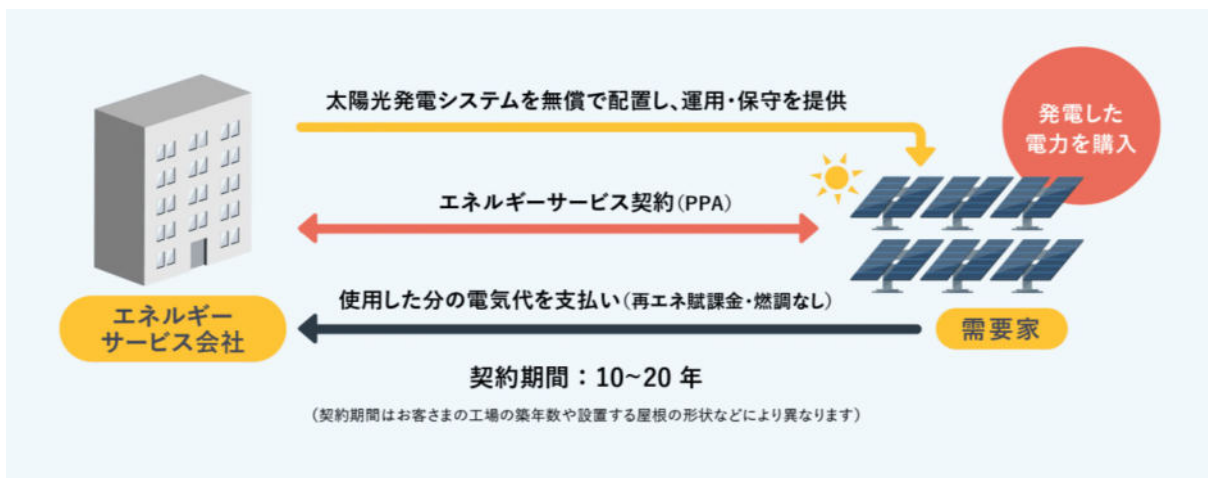 太陽光発電システムを無償で配置し、運用・保守を提供
発電した
電力を購入
エネルギーサービス契約(PPA)
使用した分の電気代を支払い(再エネ賦課金・燃調なし)
エネルギー
サービス会社
需要家
契約期間：10~20 年
(契約期間はお客さまの工場の築年数や設置する屋根の形状などにより異なります)